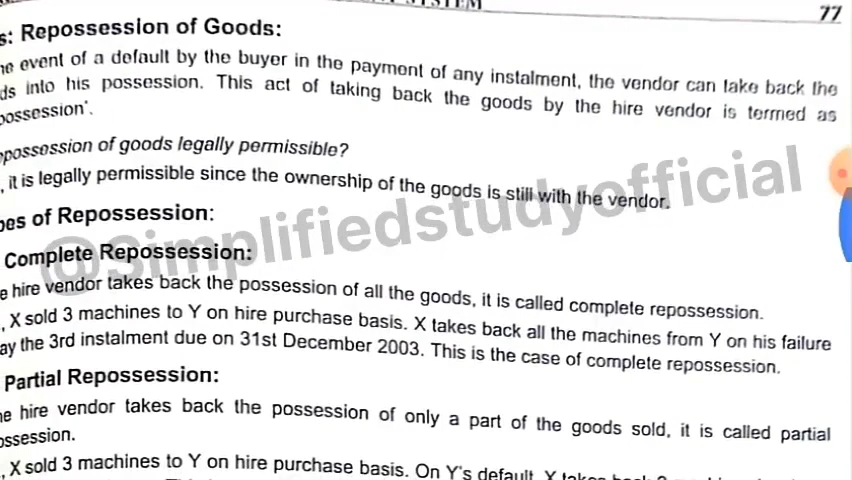 SYSTEM
77
s: Repossession of Goods:
event of a default by the buyer in the payment of any instalment, the vendor can take back the
ds into his possession. This act of taking back the goods by the hire vendor is termed as
possession'.
possession of goods legally permissible?
, it is legally permissible since the ownership of the goods is still with the vendor.
pes of Repossession:
@Simplifiedstudyofficial
Complete Repossession:
e hire vendor takes back the possession of all the goods, it is called complete repossession.
, X sold 3 machines to Y on hire purchase basis. X takes back all the machines from Y on his failure
ay the 3rd instalment due on 31st December 2003. This is the case of complete repossession.
Partial Repossession:
he hire vendor takes back the possession of only a part of the goods sold, it is called partial
ossession.
, X sold 3 machines to Y on hire purchase basis. On Y's default, X takes back